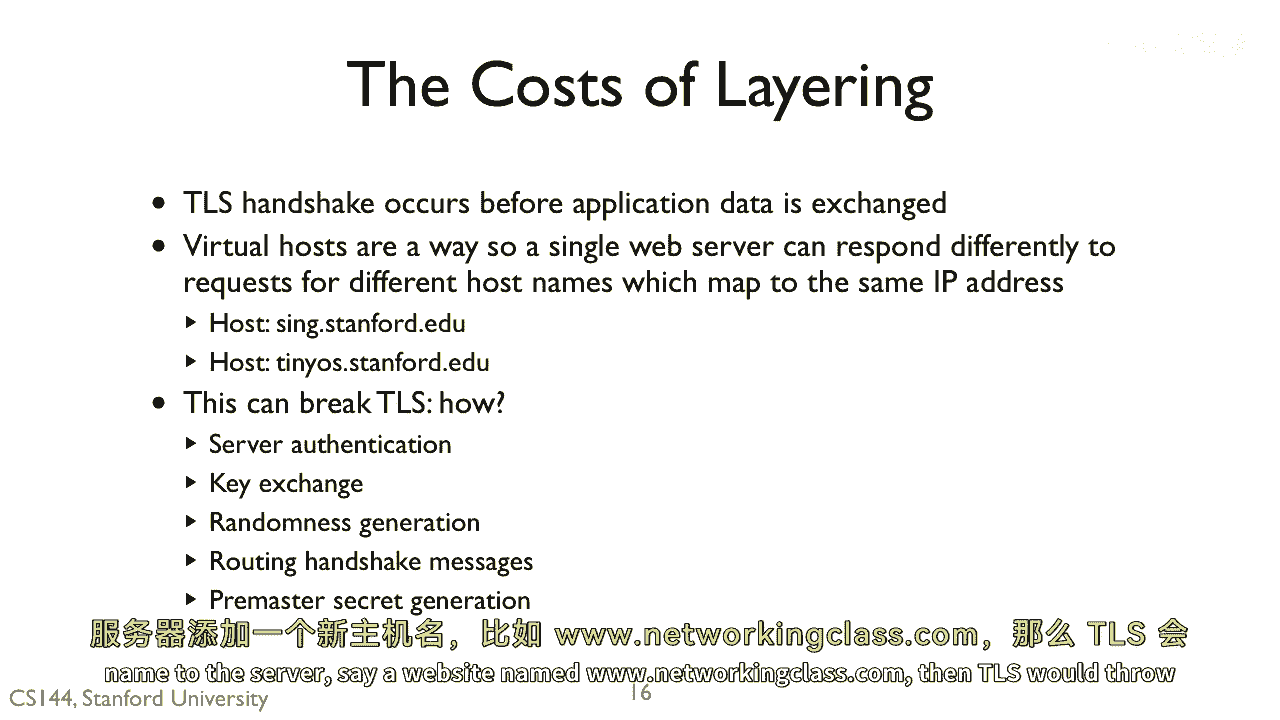 The Costs of Layering
• TLS handshake occurs before application data is exchanged
• Virtual hosts are a way so a single web server can respond differently to
requests for different host names which map to the same IP address
▸ Host: sing.stanford.edu
▸ Host: tinyos.stanford.edu
• This can break TLS: how?
▸ Server authentication
▸ Key exchange
▸ Randomness generation
▸ Routing handshake messages
▸ Premaster secret generation
服务器添加一个新主机名，比如 www.networkingclass.com，那么 TLS 会
name to the server, say a website named www.networkingclass.com, then TLS would throw
CS144, Stanford University
16